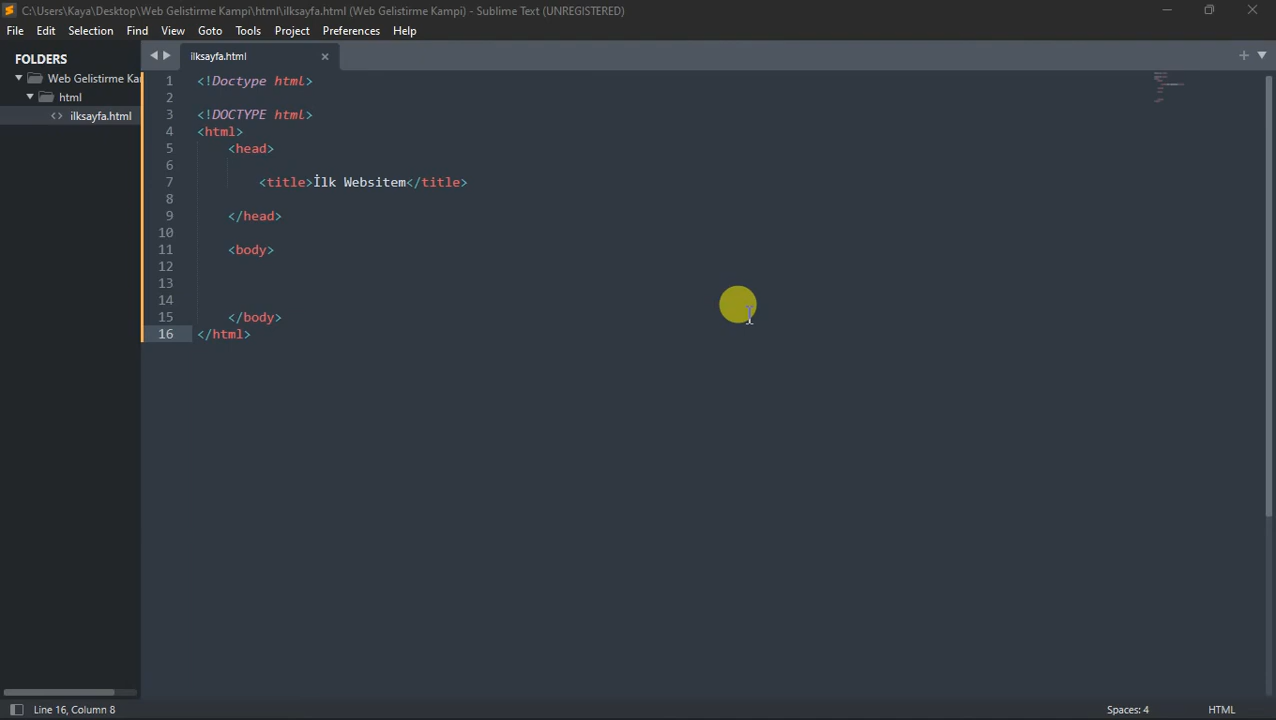 C:\Users\Kaya\Desktop\Web Gelistirme Kampi\html\ilksayfa.html (Web Gelistirme Kampi) - Sublime Text (UNREGISTERED)
File Edit Selection Find View Goto Tools Project Preferences Help
FOLDERS
Web Gelistirme Ka
html
ilksayfa.html
ilksayfa.html
1 <!Doctype html>
2
3 <!DOCTYPE html>
4 <html>
5 <head>
6
7 <title>İlk Websitem</title>
8
9 </head>
10
11 <body>
12
13
14
15 </body>
16 </html>
Line 16, Column 8
Spaces: 4
HTML